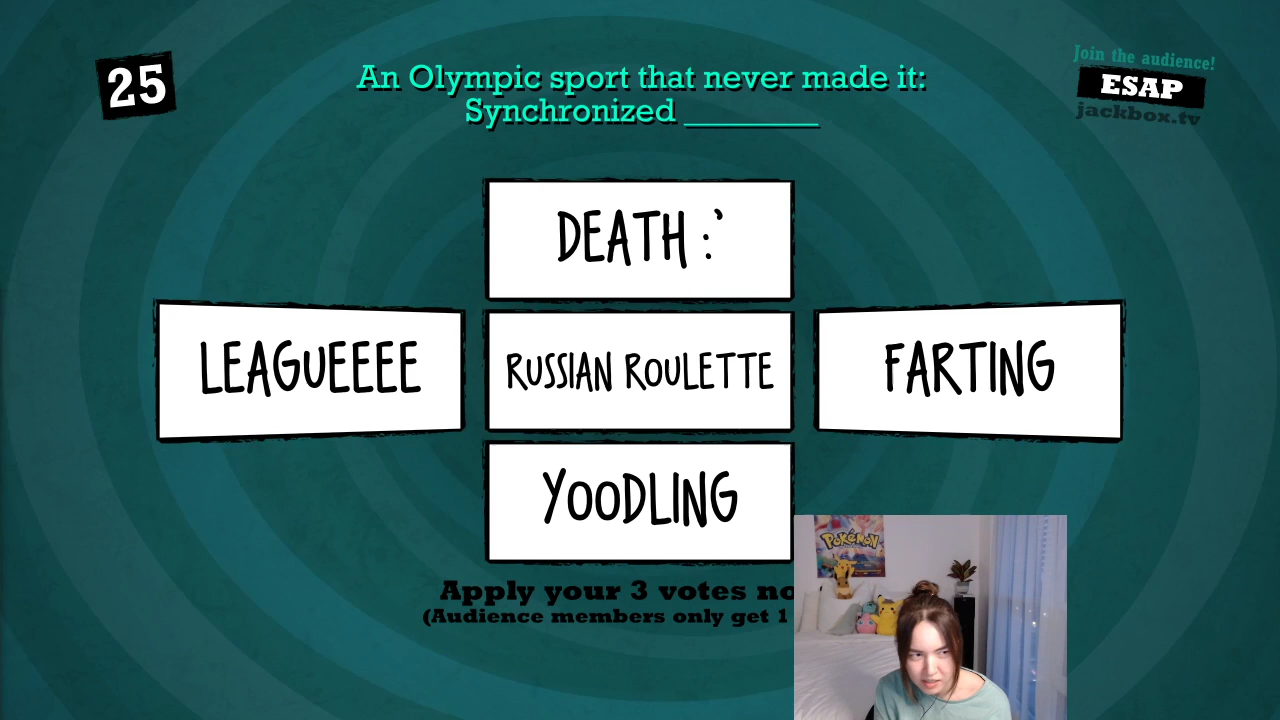 25
An Olympic sport that never made it:
Synchronized ________
Join the audience!
ESAP
jackbox.tv
DEATH :'
LEAGUEEEE
RUSSIAN ROULETTE
FARTING
YOODLING
Apply your 3 votes no
(Audience members only get 1
POKéMON